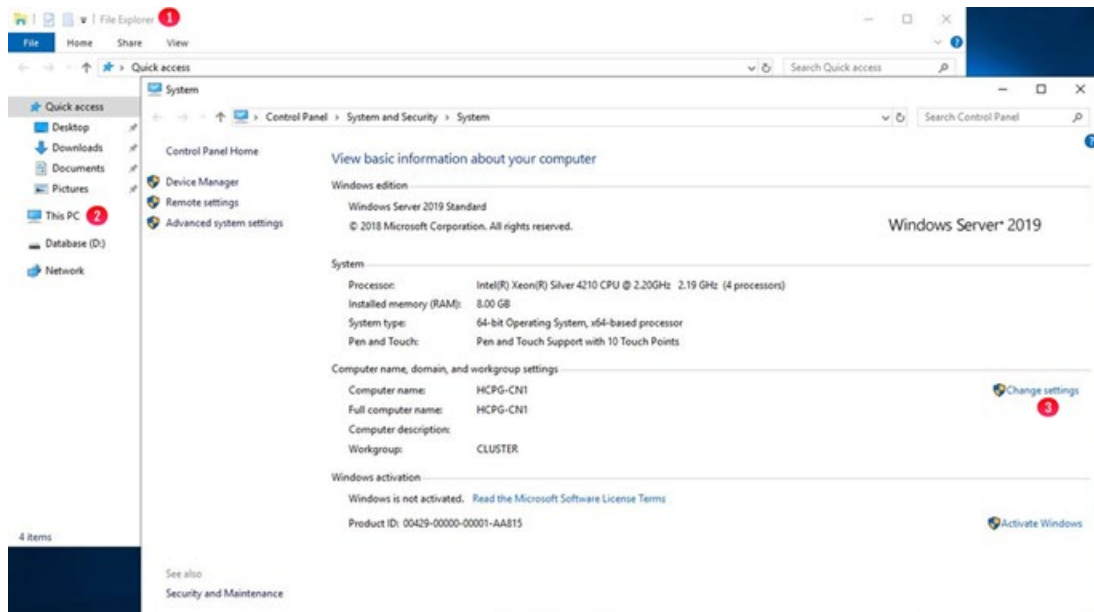 File Explorer 1
File Home Share View
Quick access Search Quick access
System
Quick access
Desktop
Downloads
Documents
Pictures
This PC 2
Database (D:)
Network
4 items
Control Panel System and Security System Search Control Panel
Control Panel Home
Device Manager
Remote settings
Advanced system settings
See also
Security and Maintenance
View basic information about your computer
Windows edition
Windows Server 2019 Standard
© 2018 Microsoft Corporation. All rights reserved.
Windows Server® 2019
System
Processor: Intel(R) Xeon(R) Silver 4210 CPU @ 2.20GHz 2.19 GHz (4 processors)
Installed memory (RAM): 8.00 GB
System type: 64-bit Operating System, x64-based processor
Pen and Touch: Pen and Touch Support with 10 Touch Points
Computer name, domain, and workgroup settings
Computer name: HCPG-CN1 Change settings
3
Full computer name: HCPG-CN1
Computer description:
Workgroup: CLUSTER
Windows activation
Windows is not activated. Read the Microsoft Software License Terms
Product ID: 00429-00000-00001-AA815 Activate Windows